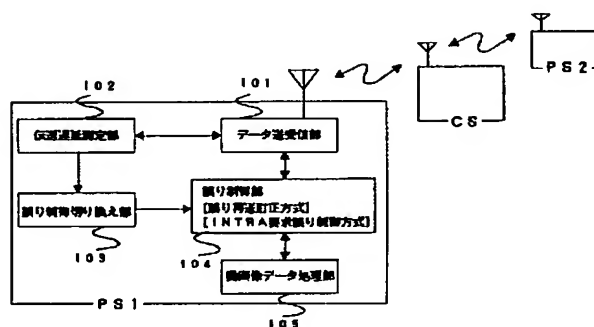 102
101
PS2
CS
伝送遅延測定部
データ送受信部
誤り制御切り換え部
誤り制御部
[誤り再送訂正方式]
[INTRA要求誤り制御方式]
103
104
動画像データ処理部
PS1
105